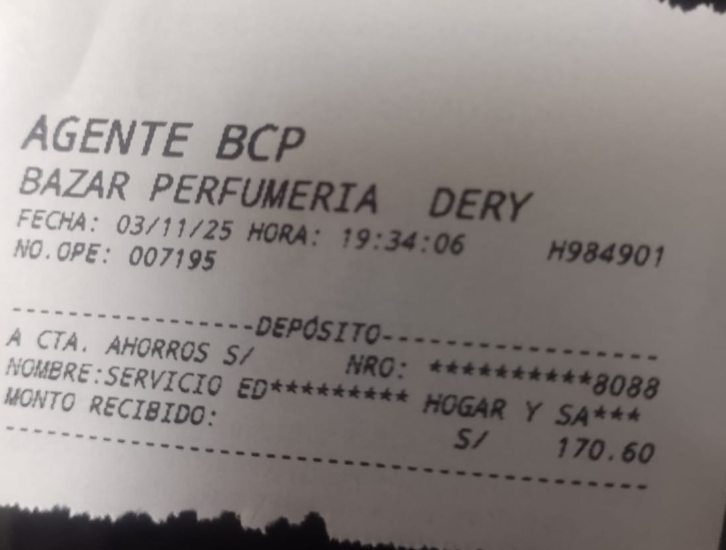 AGENTE BCP
BAZAR PERFUMERIA DERY
FECHA: 03/11/25 HORA: 19:34:06 H984901
NO.OPE: 007195
----------------DEPÓSITO------------------
A CTA. AHORROS S/ NRO: **********8088
NOMBRE:SERVICIO ED********* HOGAR Y SA***
MONTO RECIBIDO: S/ 170.60
------------------------------------------